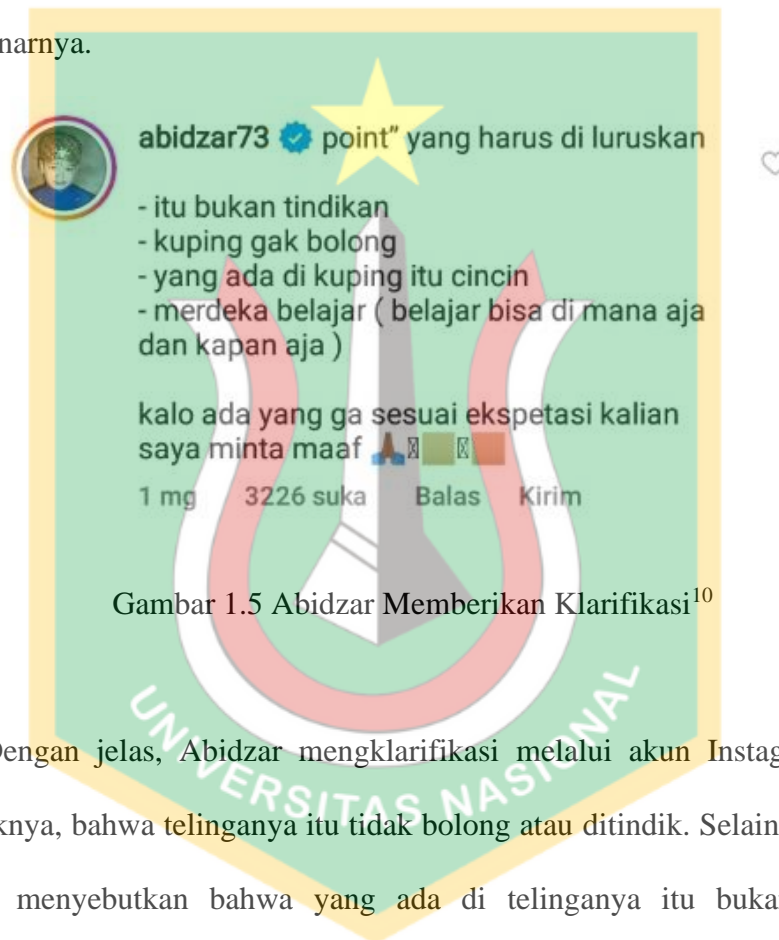 narnya.
abidzar73 point” yang harus di luruskan
- itu bukan tindikan
- kuping gak bolong
- yang ada di kuping itu cincin
- merdeka belajar ( belajar bisa di mana aja
dan kapan aja )
kalo ada yang ga sesuai ekspetasi kalian
saya minta maaf
1 mg 3226 suka Balas Kirim
Gambar 1.5 Abidzar Memberikan Klarifikasi10
Dengan jelas, Abidzar mengklarifikasi melalui akun Instag
knya, bahwa telinganya itu tidak bolong atau ditindik. Selain
menyebutkan bahwa yang ada di telinganya itu buka
UNIVERSITAS NASIONAL